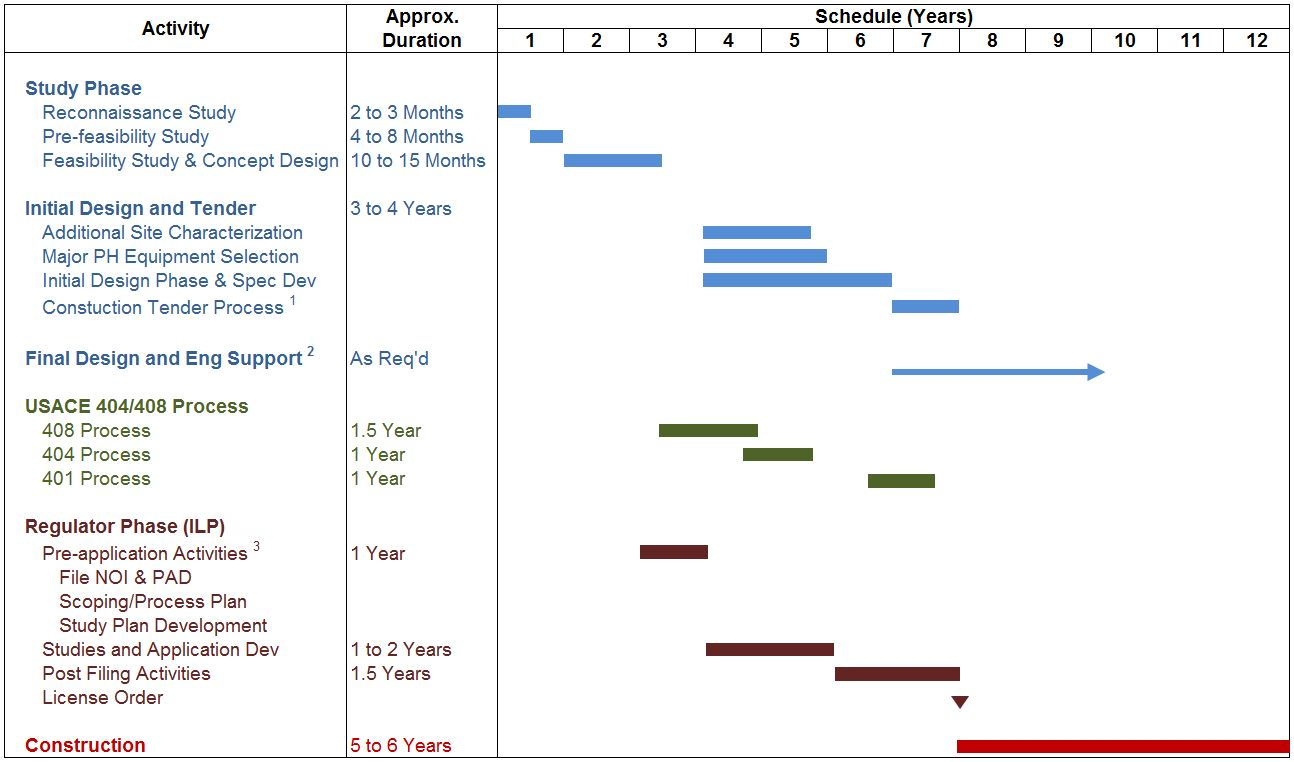 Activity Approx. Duration Schedule (Years)
1 2 3 4 5 6 7 8 9 10 11 12
Study Phase
Reconnaissance Study 2 to 3 Months
Pre-feasibility Study 4 to 8 Months
Feasibility Study & Concept Design 10 to 15 Months
Initial Design and Tender 3 to 4 Years
Additional Site Characterization
Major PH Equipment Selection
Initial Design Phase & Spec Dev
Constuction Tender Process 1
Final Design and Eng Support 2 As Req'd
USACE 404/408 Process
408 Process 1.5 Year
404 Process 1 Year
401 Process 1 Year
Regulator Phase (ILP)
Pre-application Activities 3 1 Year
File NOI & PAD
Scoping/Process Plan
Study Plan Development
Studies and Application Dev 1 to 2 Years
Post Filing Activities 1.5 Years
License Order
Construction 5 to 6 Years